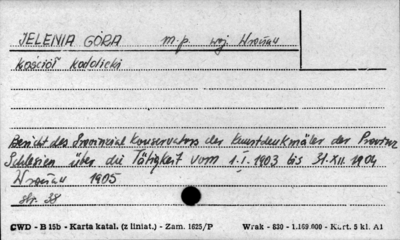 JELENIA GÓRA m-p. woj Wrocław
kościół katolicki
Bericht des Provincial Konservators der Kunstdenkmäler der Provinz
Schlesien über die Tätigkeit vom 1.I.1903 bis 31.XII.1904
Wrocław 1905
str. 38
CWD - B 15b - Karta katal. (z liniat.) - Zam. 1625/P Wrak - 830 - 1.169.600 - Kart. 5 kl. A1